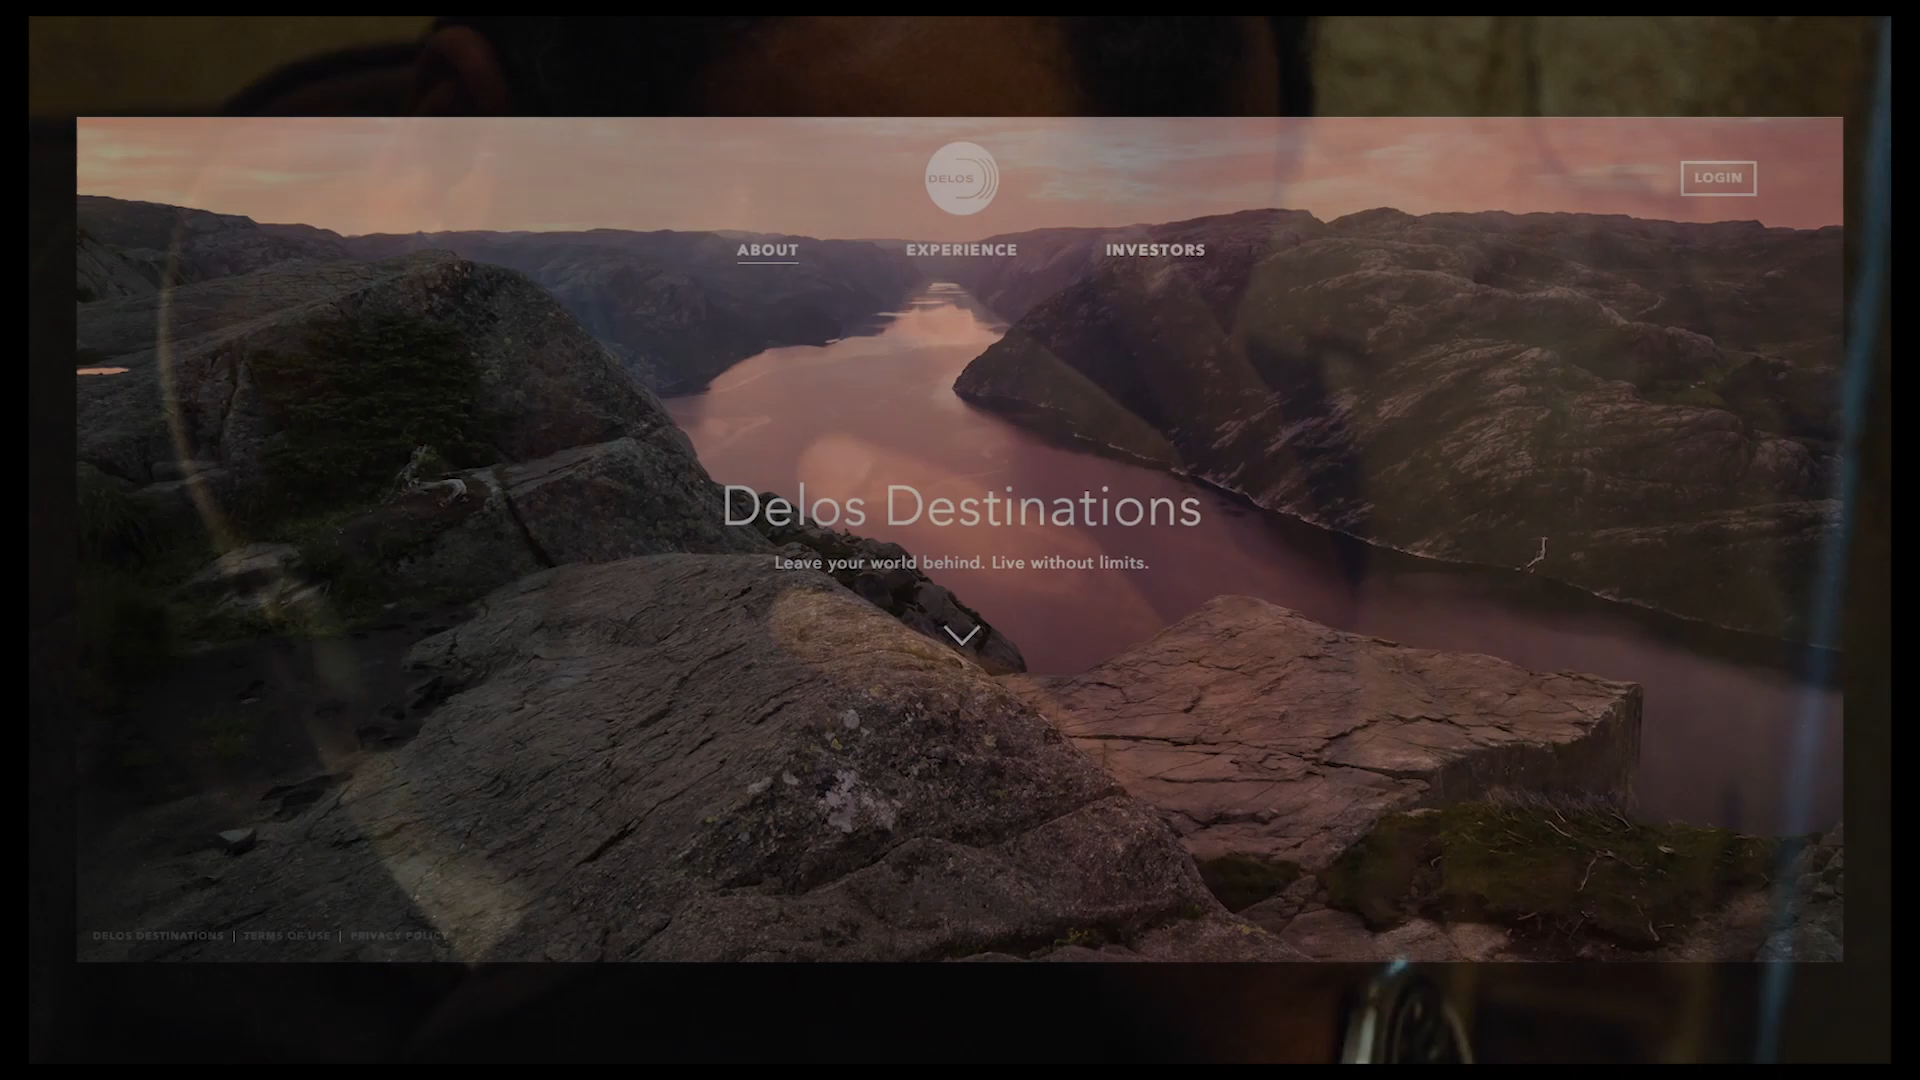 DELOS
LOGIN
ABOUT EXPERIENCE INVESTORS
Delos Destinations
Leave your world behind. Live without limits.
DELOS DESTINATIONS | TERMS OF USE | PRIVACY POLICY